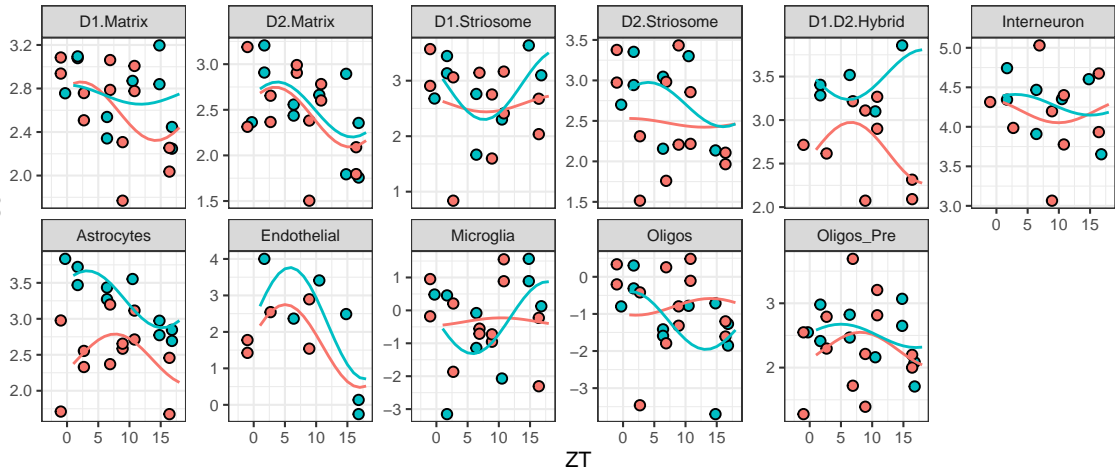 D1.Matrix D2.Matrix D1.Striosome D2.Striosome D1.D2.Hybrid Interneuron
3.2 2.8 2.4 2.0
3.0 2.5 2.0 1.5
3 2 1
3.5 3.0 2.5 2.0 1.5
3.5 3.0 2.5 2.0
5.0 4.5 4.0 3.5 3.0
Astrocytes Endothelial Microglia Oligos Oligos_Pre
3.5 3.0 2.5 2.0
4 2 0
1 0 −1 −2 −3
0 −1 −2 −3
3 2
0 5 10 15 0 5 10 15 0 5 10 15 0 5 10 15 0 5 10 15 0 5 10 15
ZT